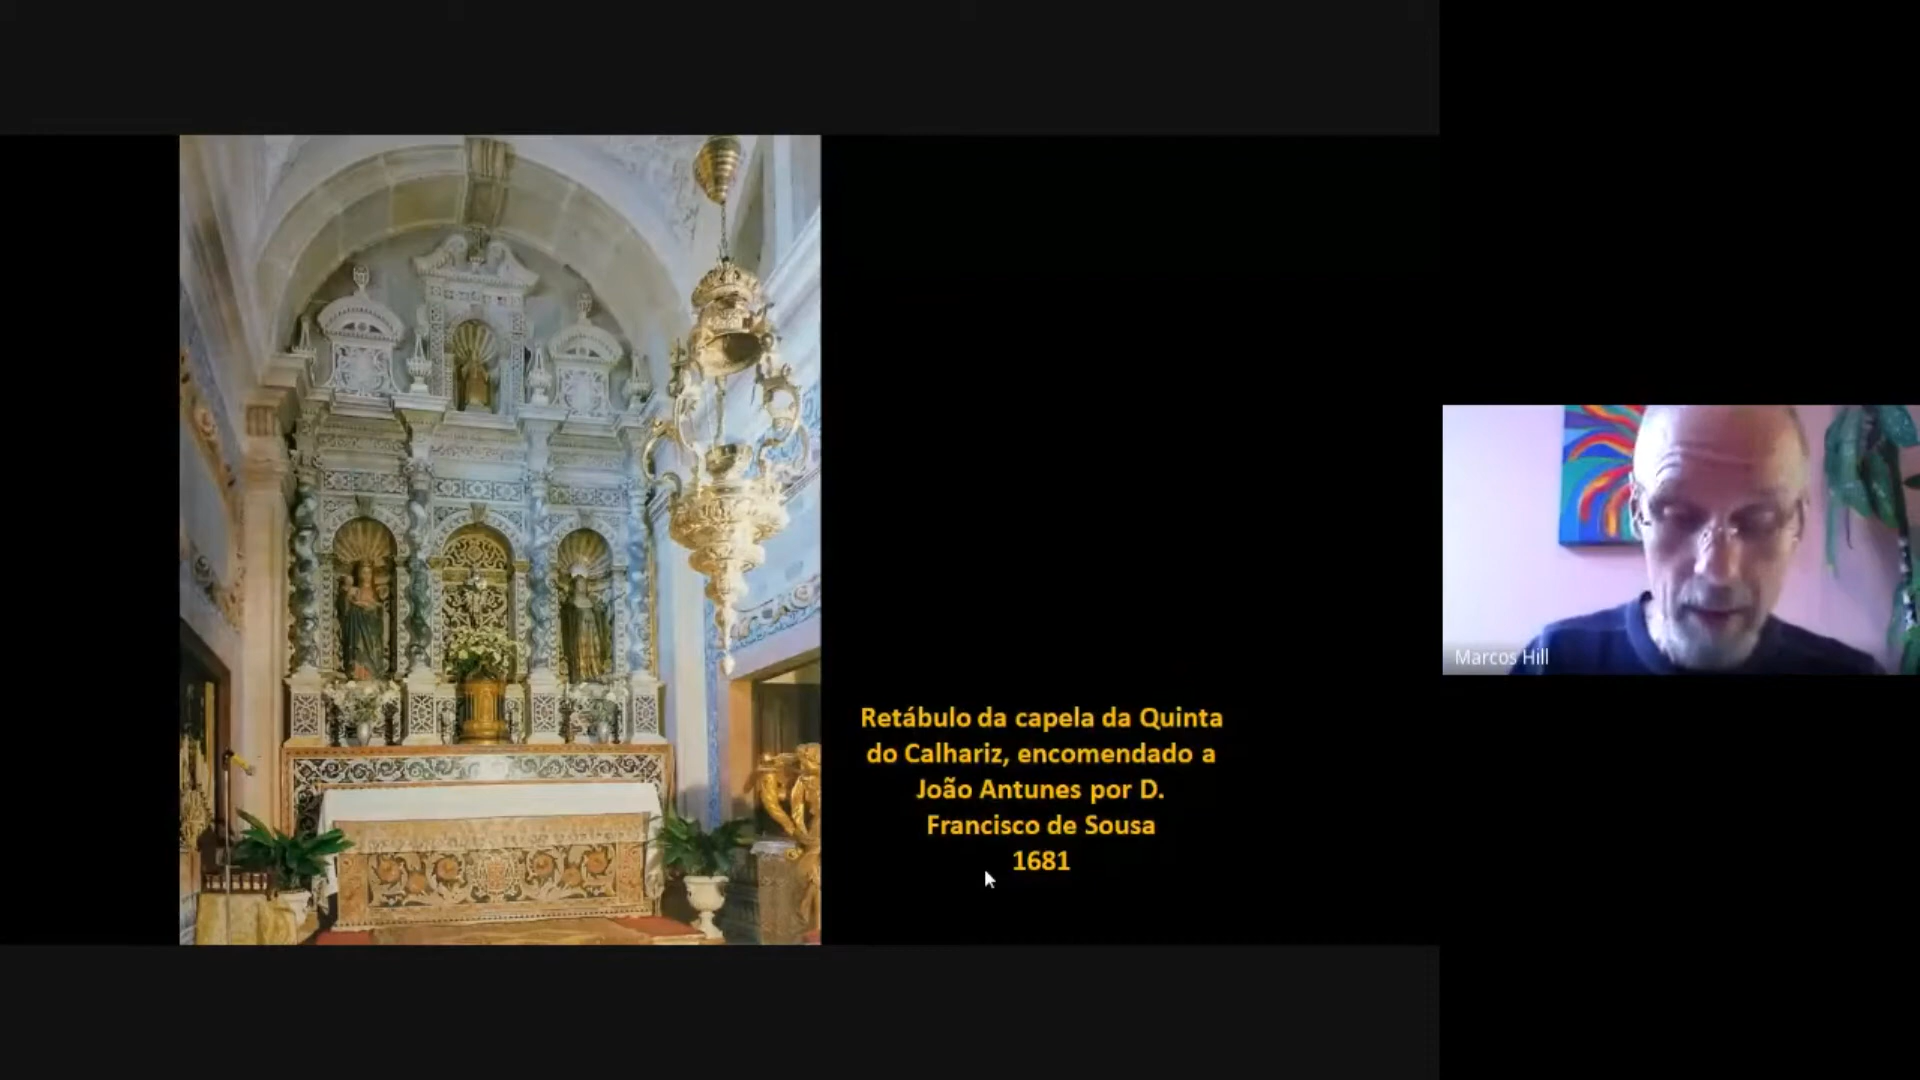 Retábulo da capela da Quinta
do Calhariz, encomendado a
João Antunes por D.
Francisco de Sousa
1681
Marcos Hill